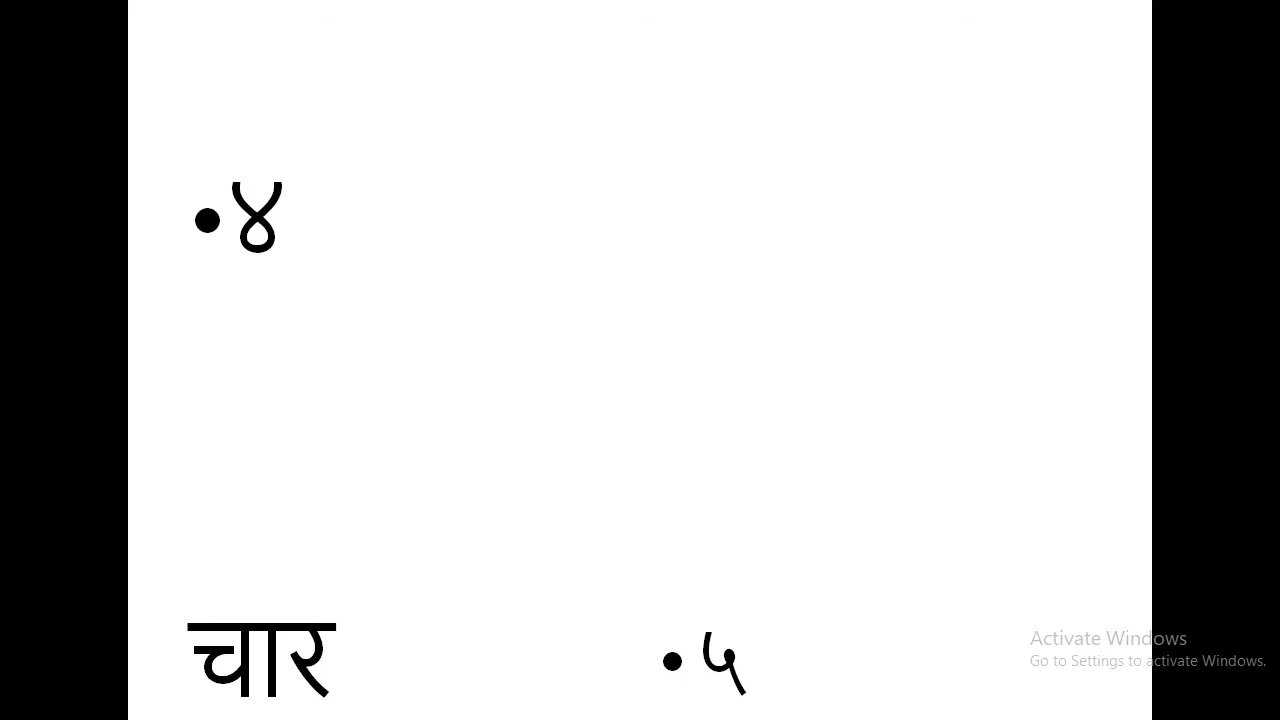 •४
चार
•५
Activate Windows
Go to Settings to activate Windows.